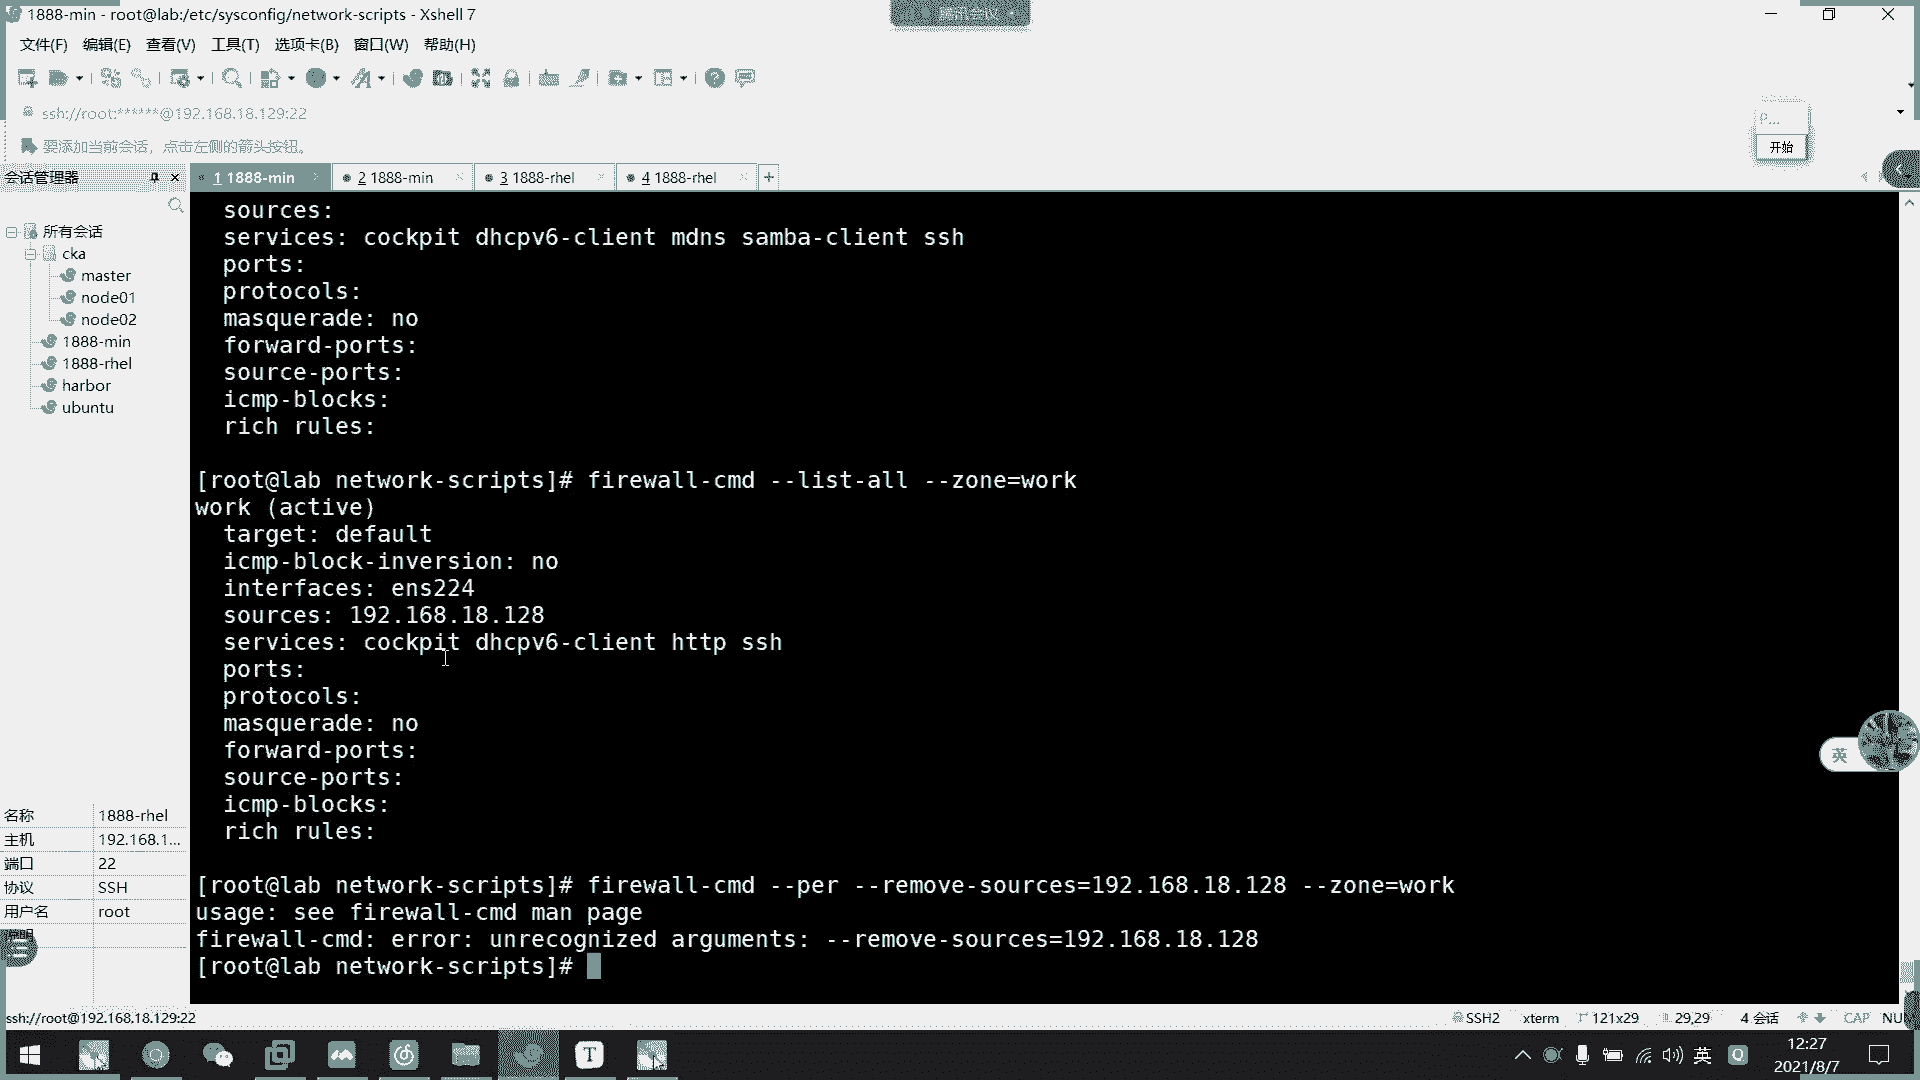 1888-min - root@lab:/etc/sysconfig/network-scripts - Xshell 7
腾讯会议
文件(F) 编辑(E) 查看(V) 工具(T) 选项卡(B) 窗口(W) 帮助(H)
ssh://root:******@192.168.18.129:22
要添加当前会话，点击左侧的箭头按钮。
P...
开始
会话管理器
1 1888-min
2 1888-min
3 1888-rhel
4 1888-rhel
+
所有会话
cka
master
node01
node02
1888-min
1888-rhel
harbor
ubuntu
名称 1888-rhel
主机 192.168.1...
端口 22
协议 SSH
用户名 root
说明
sources:
services: cockpit dhcpv6-client mdns samba-client ssh
ports:
protocols:
masquerade: no
forward-ports:
source-ports:
icmp-blocks:
rich rules:
[root@lab network-scripts]# firewall-cmd --list-all --zone=work
work (active)
target: default
icmp-block-inversion: no
interfaces: ens224
sources: 192.168.18.128
services: cockpit dhcpv6-client http ssh
ports:
protocols:
masquerade: no
forward-ports:
source-ports:
icmp-blocks:
rich rules:
[root@lab network-scripts]# firewall-cmd --per --remove-sources=192.168.18.128 --zone=work
usage: see firewall-cmd man page
firewall-cmd: error: unrecognized arguments: --remove-sources=192.168.18.128
[root@lab network-scripts]#
英
ssh://root@192.168.18.129:22
SSH2 xterm 121x29 29,29 4 会话 CAP NU
T
英
12:27
2021/8/7